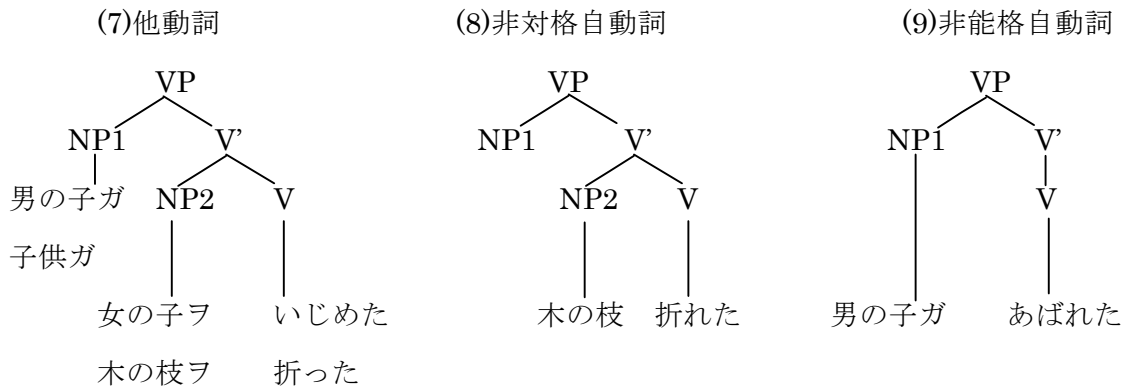 (7)他動詞 (8)非対格自動詞 (9)非能格自動詞
VP VP VP
NP1 V' NP1 V' NP1 V'
男の子ガ NP2 V NP2 V V
子供ガ
女の子ヲ いじめた 木の枝 折れた 男の子ガ あばれた
木の枝ヲ 折った